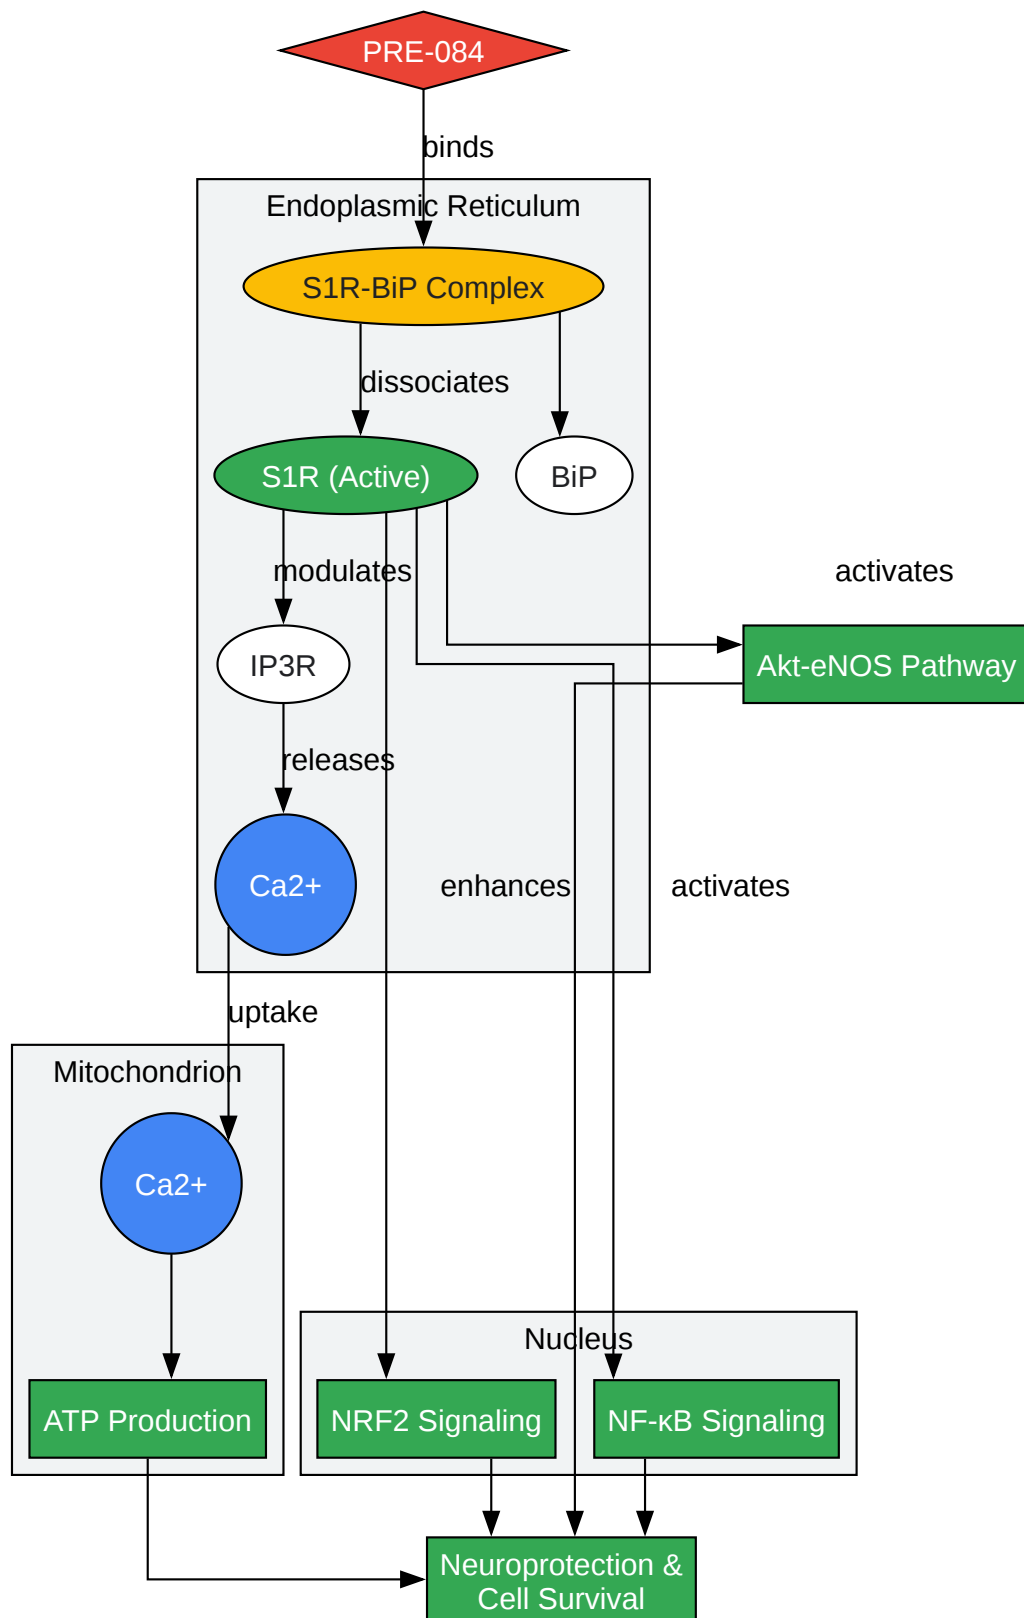 PRE-084
binds
Endoplasmic Reticulum
S1R-BiP Complex
dissociates
S1R (Active)
BiP
modulates
activates
IP3R
Akt-eNOS Pathway
releases
Ca2+
enhances
activates
uptake
Mitochondrion
Ca2+
Nucleus
ATP Production
NRF2 Signaling
NF-κB Signaling
Neuroprotection &
Cell Survival